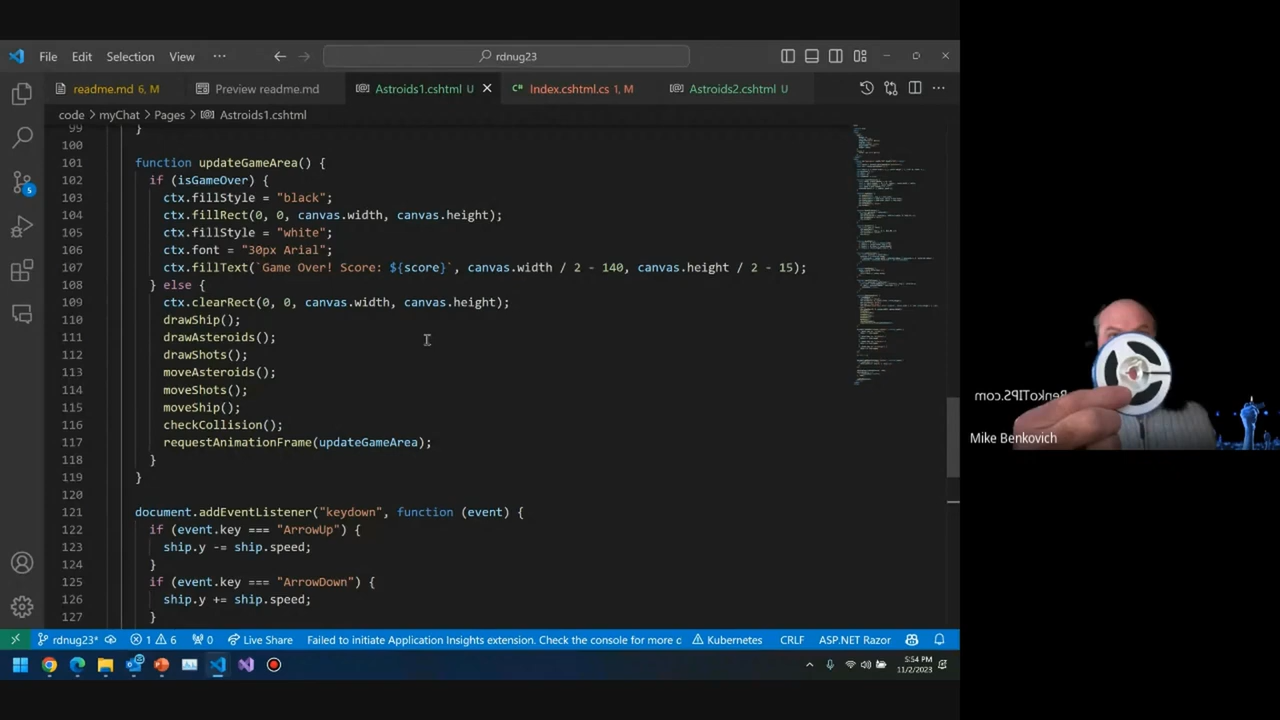 File Edit Selection View ··· rdnug23
readme.md 6, M Preview readme.md Astroids1.cshtml U Index.cshtml.cs 1, M Astroids2.cshtml U ···
code > myChat > Pages > Astroids1.cshtml
99 }
100
101 function updateGameArea() {
102 if (isGameOver) {
103 ctx.fillStyle = "black";
104 ctx.fillRect(0, 0, canvas.width, canvas.height);
105 ctx.fillStyle = "white";
106 ctx.font = "30px Arial";
107 ctx.fillText(`Game Over! Score: ${score}`, canvas.width / 2 - 140, canvas.height / 2 - 15);
108 } else {
109 ctx.clearRect(0, 0, canvas.width, canvas.height);
110 drawShip();
111 drawAsteroids();
112 drawShots();
113 moveAsteroids();
114 moveShots();
115 moveShip();
116 checkCollision();
117 requestAnimationFrame(updateGameArea);
118 }
119 }
120
121 document.addEventListener("keydown", function (event) {
122 if (event.key === "ArrowUp") {
123 ship.y -= ship.speed;
124 }
125 if (event.key === "ArrowDown") {
126 ship.y += ship.speed;
127 }
5
rdnug23* 1 6 0 Live Share Failed to initiate Application Insights extension. Check the console for more d Kubernetes CRLF ASP.NET Razor
5:54 PM
11/2/2023
BenkoTIPS.com
Mike Benkovich